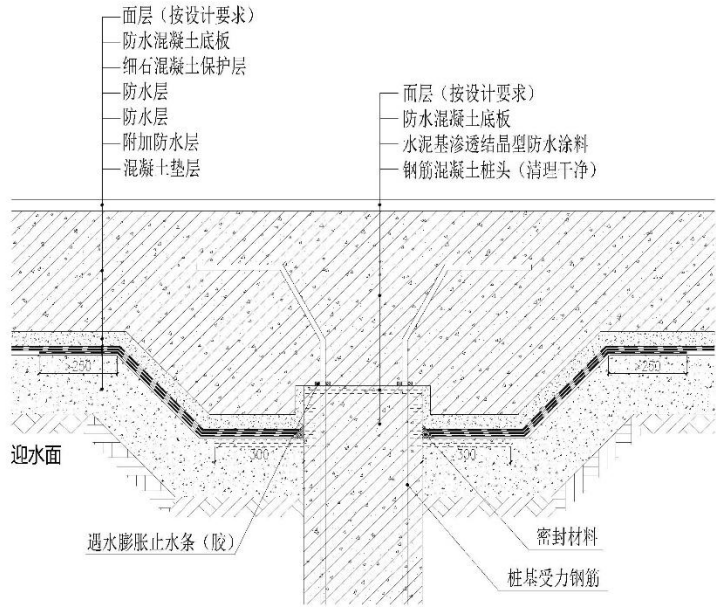 面层（按设计要求）
防水混凝土底板
细石混凝土保护层
防水层
防水层
附加防水层
混凝土垫层
面层（按设计要求）
防水混凝土底板
水泥基渗透结晶型防水涂料
钢筋混凝土桩头（清理干净）
>250
>250
300
300
迎水面
遇水膨胀止水条（胶）
密封材料
桩基受力钢筋